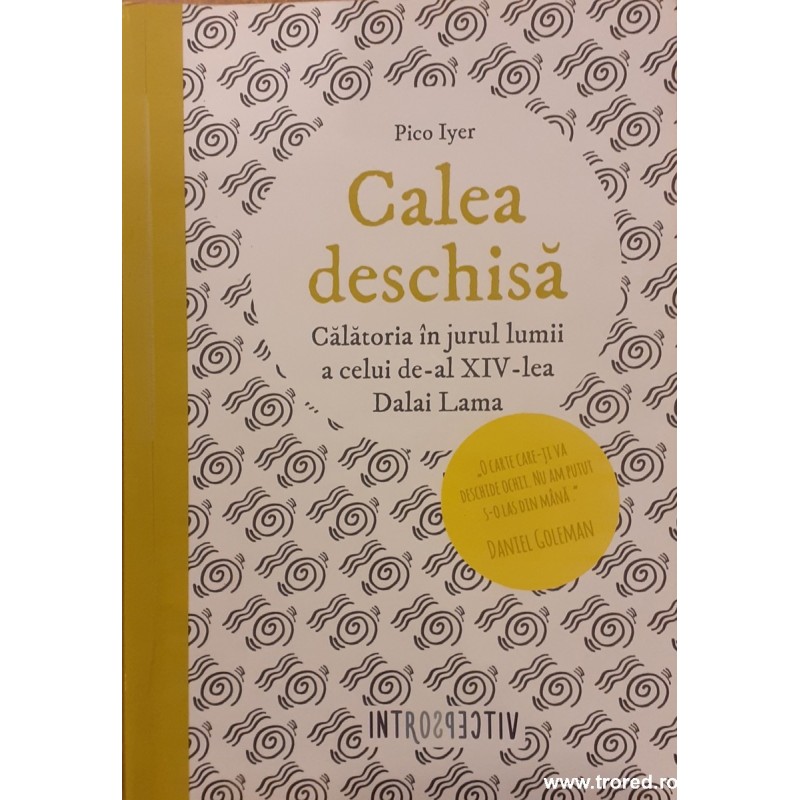 Pico Iyer
Calea
deschisă
Călătoria în jurul lumii
a celui de-al XIV-lea
Dalai Lama
„O CARTE CARE-ȚI VA
DESCHIDE OCHII. NU AM PUTUT
S-O LAS DIN MÂNĂ“
DANIEL GOLEMAN
INTROSPECTIV
www.trored.ro